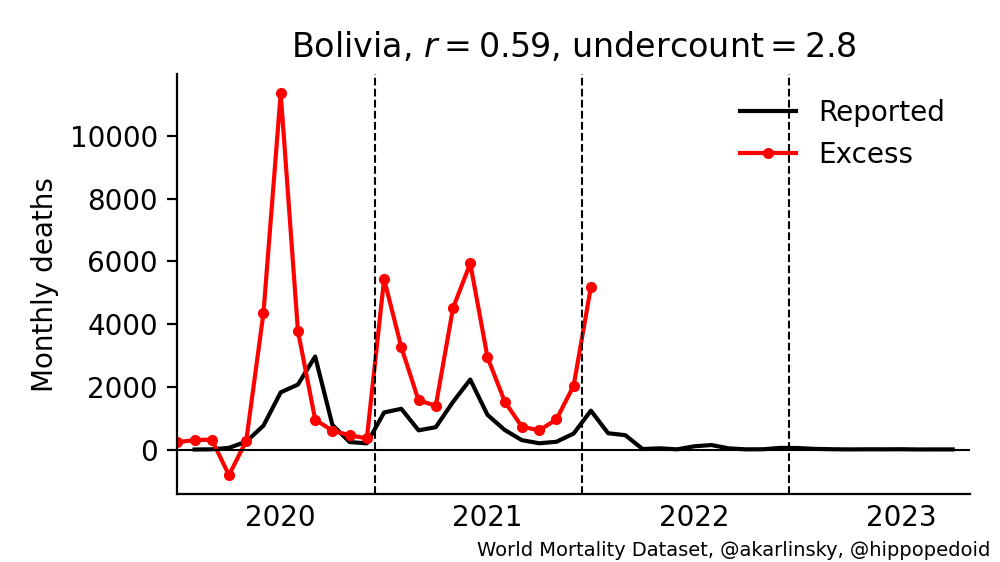 Bolivia, r = 0.59, undercount = 2.8
Reported
Excess
Monthly deaths
10000
8000
6000
4000
2000
0
2020 2021 2022 2023
World Mortality Dataset, @akarlinsky, @hippopedoid